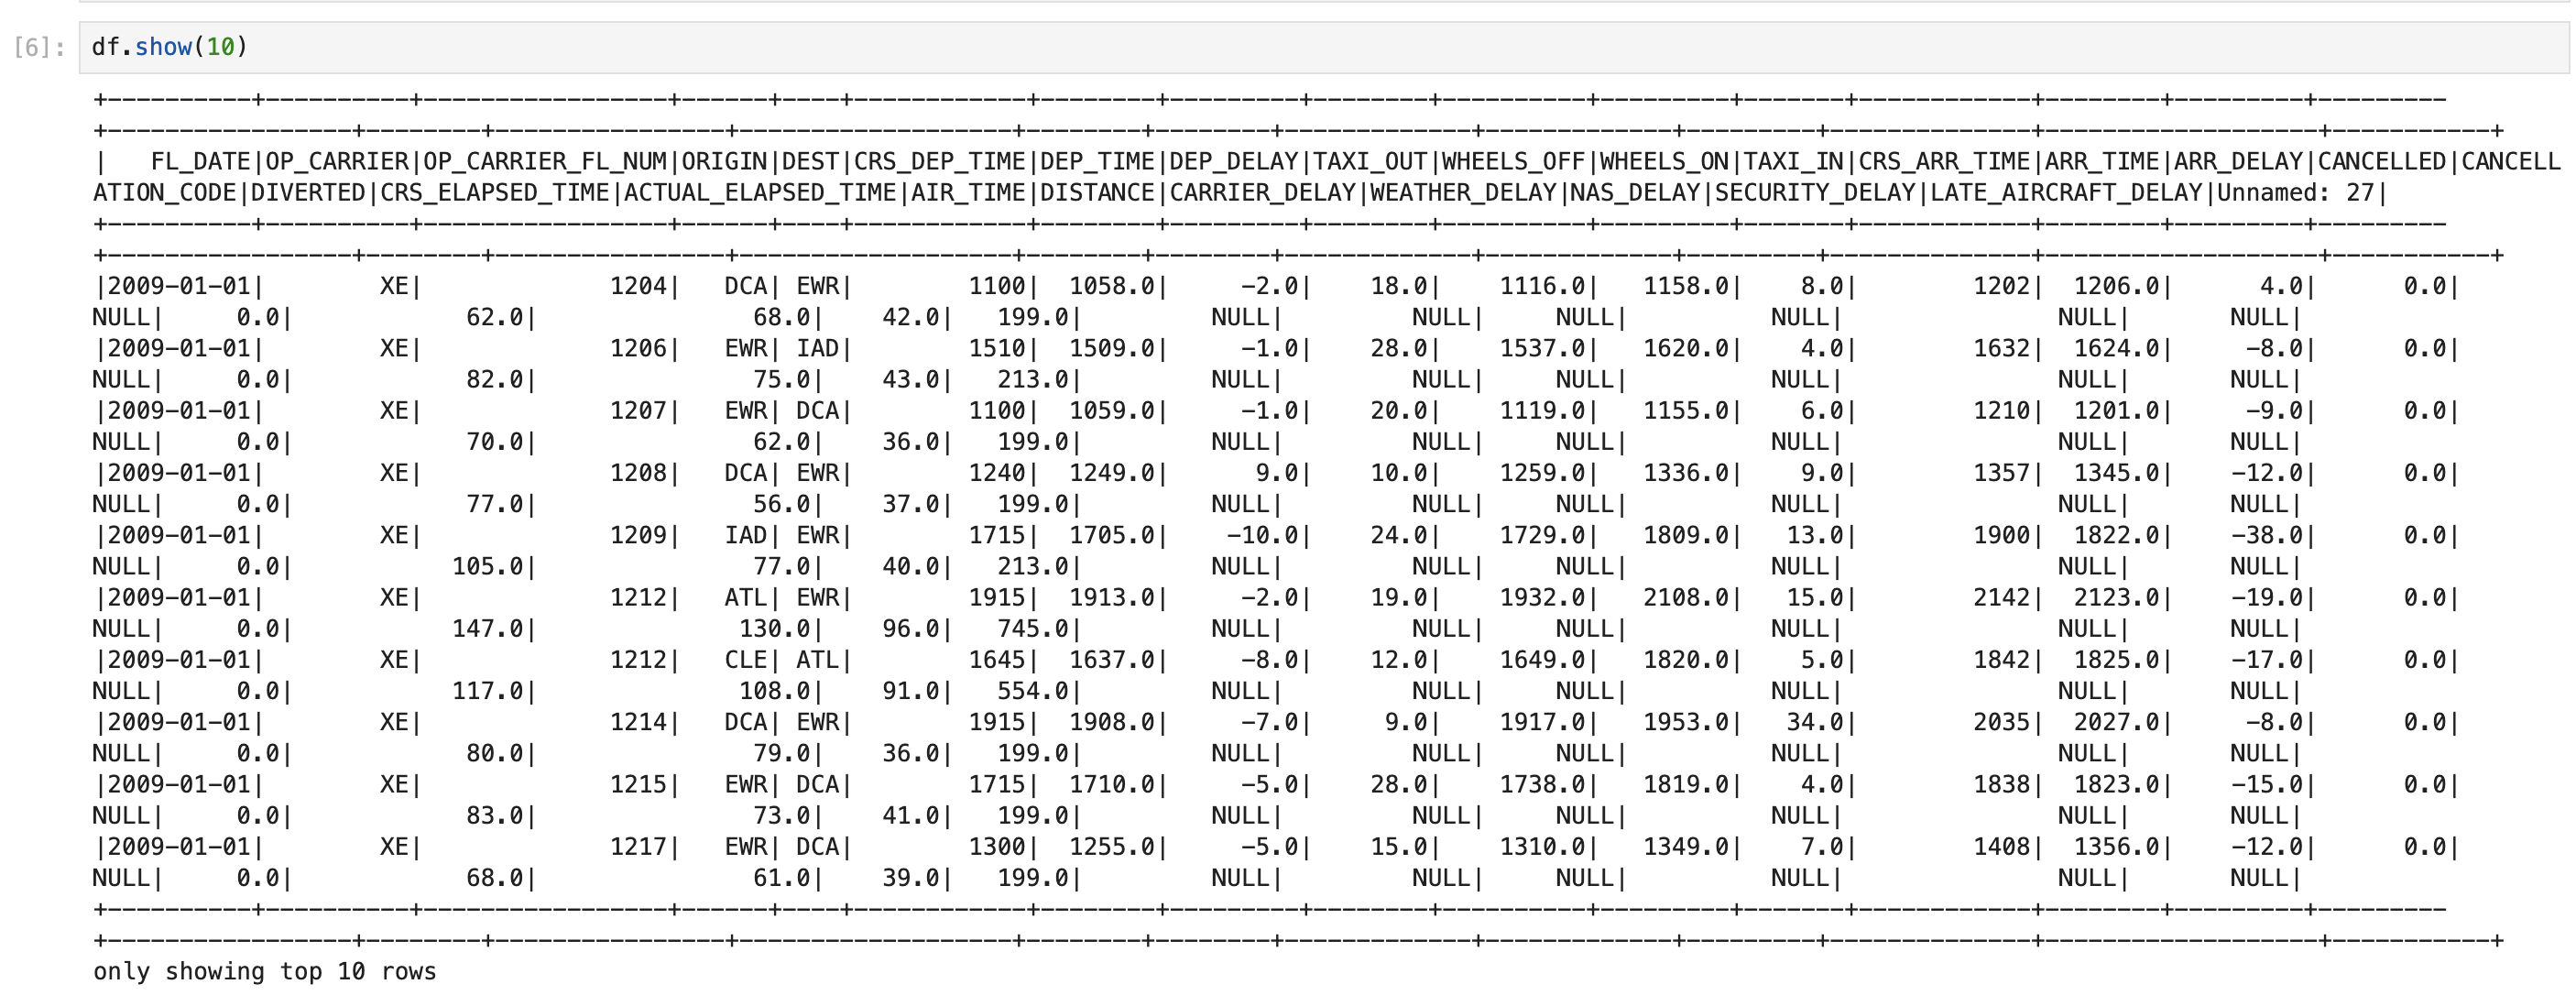 [6]: df.show(10)
+----------+----------+------------------+------+----+-------------+--------+---------+--------+----------+---------+-------+------------+--------+---------+---------
+-----------------+--------+----------------+-------------------+--------+--------+-------------+-------------+---------+--------------+-------------------+-----------+
|   FL_DATE|OP_CARRIER|OP_CARRIER_FL_NUM|ORIGIN|DEST|CRS_DEP_TIME|DEP_TIME|DEP_DELAY|TAXI_OUT|WHEELS_OFF|WHEELS_ON|TAXI_IN|CRS_ARR_TIME|ARR_TIME|ARR_DELAY|CANCELLED|CANCELL
ATION_CODE|DIVERTED|CRS_ELAPSED_TIME|ACTUAL_ELAPSED_TIME|AIR_TIME|DISTANCE|CARRIER_DELAY|WEATHER_DELAY|NAS_DELAY|SECURITY_DELAY|LATE_AIRCRAFT_DELAY|Unnamed: 27|
+----------+----------+-----------------+------+----+------------+--------+---------+--------+----------+---------+-------+------------+--------+---------+---------
+-----------------+--------+----------------+-------------------+--------+--------+-------------+-------------+---------+--------------+-------------------+-----------+
|2009-01-01|        XE|             1204|   DCA| EWR|        1100|  1058.0|     -2.0|    18.0|    1116.0|   1158.0|    8.0|        1202|  1206.0|      4.0|      0.0|
NULL|     0.0|            62.0|               68.0|    42.0|   199.0|         NULL|         NULL|     NULL|          NULL|               NULL|       NULL|
|2009-01-01|        XE|             1206|   EWR| IAD|        1510|  1509.0|     -1.0|    28.0|    1537.0|   1620.0|    4.0|        1632|  1624.0|     -8.0|      0.0|
NULL|     0.0|            82.0|               75.0|    43.0|   213.0|         NULL|         NULL|     NULL|          NULL|               NULL|       NULL|
|2009-01-01|        XE|             1207|   EWR| DCA|        1100|  1059.0|     -1.0|    20.0|    1119.0|   1155.0|    6.0|        1210|  1201.0|     -9.0|      0.0|
NULL|     0.0|            70.0|               62.0|    36.0|   199.0|         NULL|         NULL|     NULL|          NULL|               NULL|       NULL|
|2009-01-01|        XE|             1208|   DCA| EWR|        1240|  1249.0|      9.0|    10.0|    1259.0|   1336.0|    9.0|        1357|  1345.0|    -12.0|      0.0|
NULL|     0.0|            77.0|               56.0|    37.0|   199.0|         NULL|         NULL|     NULL|          NULL|               NULL|       NULL|
|2009-01-01|        XE|             1209|   IAD| EWR|        1715|  1705.0|    -10.0|    24.0|    1729.0|   1809.0|   13.0|        1900|  1822.0|    -38.0|      0.0|
NULL|     0.0|           105.0|               77.0|    40.0|   213.0|         NULL|         NULL|     NULL|          NULL|               NULL|       NULL|
|2009-01-01|        XE|             1212|   ATL| EWR|        1915|  1913.0|     -2.0|    19.0|    1932.0|   2108.0|   15.0|        2142|  2123.0|    -19.0|      0.0|
NULL|     0.0|           147.0|              130.0|    96.0|   745.0|         NULL|         NULL|     NULL|          NULL|               NULL|       NULL|
|2009-01-01|        XE|             1212|   CLE| ATL|        1645|  1637.0|     -8.0|    12.0|    1649.0|   1820.0|    5.0|        1842|  1825.0|    -17.0|      0.0|
NULL|     0.0|           117.0|              108.0|    91.0|   554.0|         NULL|         NULL|     NULL|          NULL|               NULL|       NULL|
|2009-01-01|        XE|             1214|   DCA| EWR|        1915|  1908.0|     -7.0|     9.0|    1917.0|   1953.0|   34.0|        2035|  2027.0|     -8.0|      0.0|
NULL|     0.0|            80.0|               79.0|    36.0|   199.0|         NULL|         NULL|     NULL|          NULL|               NULL|       NULL|
|2009-01-01|        XE|             1215|   EWR| DCA|        1715|  1710.0|     -5.0|    28.0|    1738.0|   1819.0|    4.0|        1838|  1823.0|    -15.0|      0.0|
NULL|     0.0|            83.0|               73.0|    41.0|   199.0|         NULL|         NULL|     NULL|          NULL|               NULL|       NULL|
|2009-01-01|        XE|             1217|   EWR| DCA|        1300|  1255.0|     -5.0|    15.0|    1310.0|   1349.0|    7.0|        1408|  1356.0|    -12.0|      0.0|
NULL|     0.0|            68.0|               61.0|    39.0|   199.0|         NULL|         NULL|     NULL|          NULL|               NULL|       NULL|
+----------+----------+-----------------+------+----+------------+--------+---------+--------+----------+---------+-------+------------+--------+---------+---------
+-----------------+--------+----------------+-------------------+--------+--------+-------------+-------------+---------+--------------+-------------------+-----------+
only showing top 10 rows